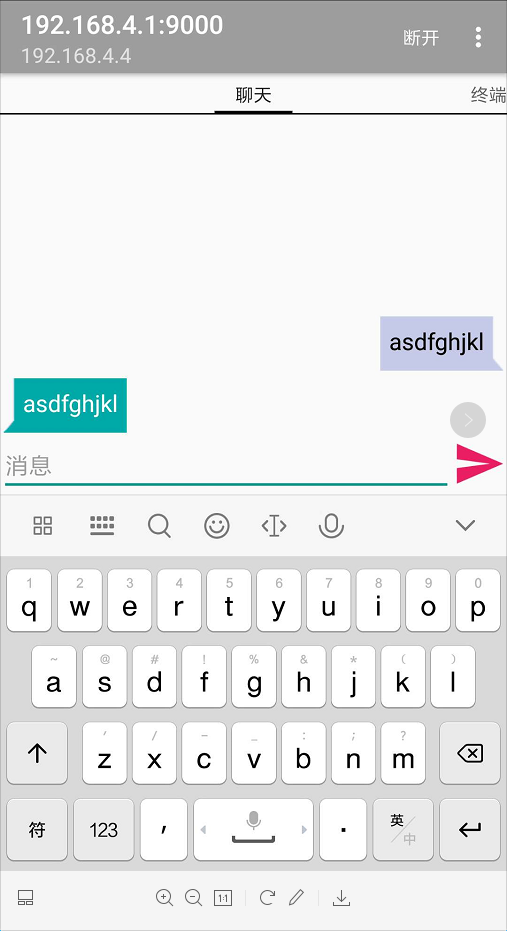 192.168.4.1:9000
192.168.4.4
断开
聊天
终端
asdfghjkl
asdfghjkl
消息
1 2 3 4 5 6 7 8 9 0
q w e r t y u i o p
~ @ # ! % & * ( )
a s d f g h j k l
' / - _ : ; ?
z x c v b n m
符 123 , . 英/中
1:1